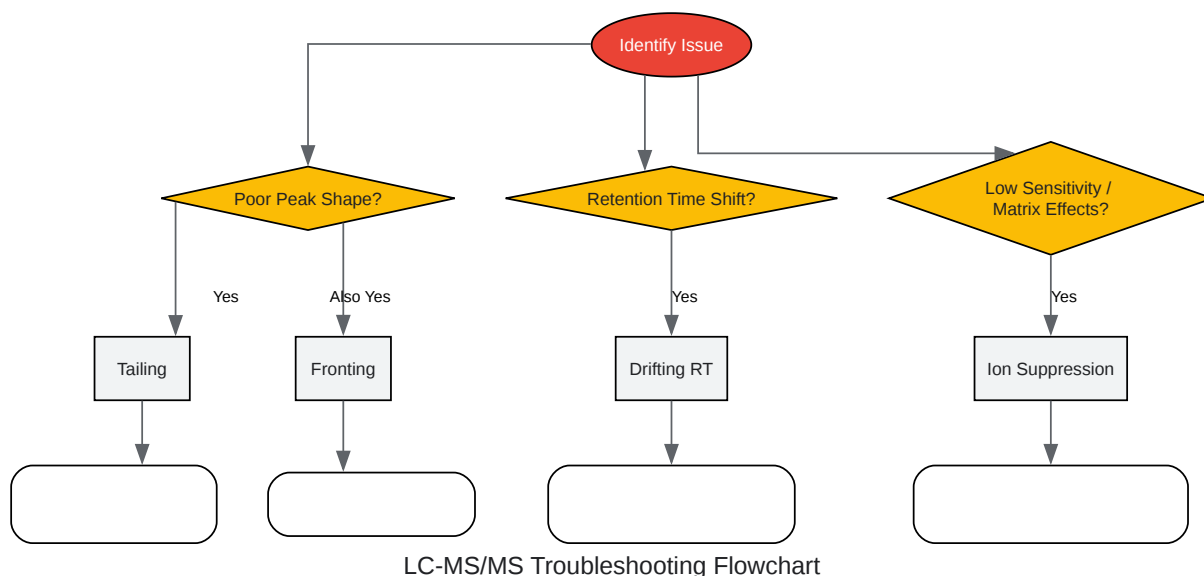 Identify Issue
Poor Peak Shape?
Retention Time Shift?
Low Sensitivity /
Matrix Effects?
Yes
Also Yes
Yes
Yes
Tailing
Fronting
Drifting RT
Ion Suppression
LC-MS/MS Troubleshooting Flowchart